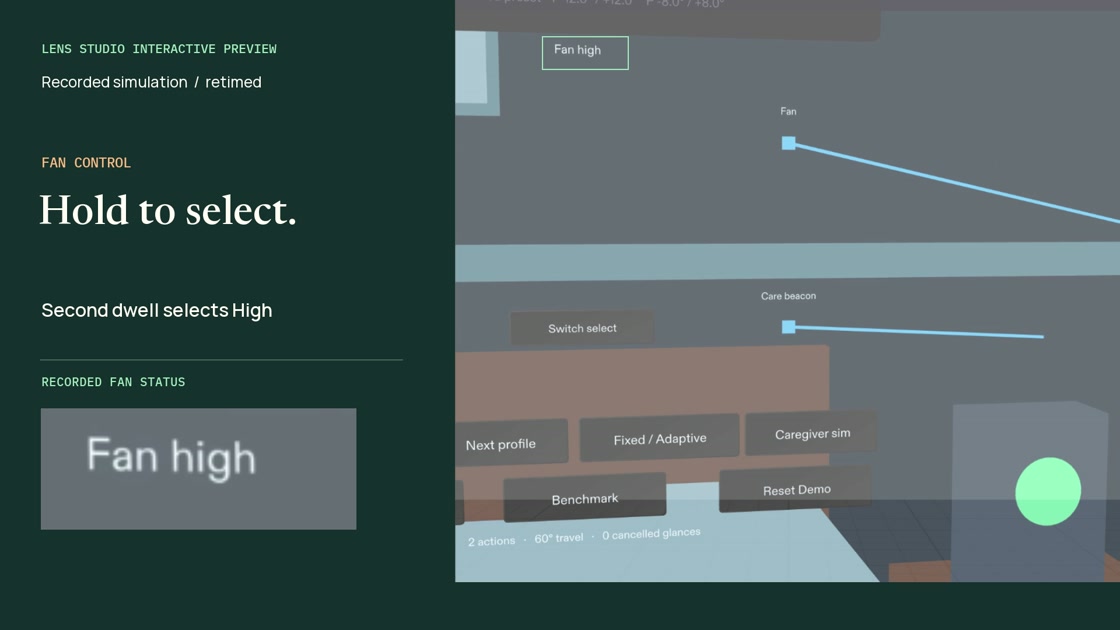 LENS STUDIO INTERACTIVE PREVIEW
Recorded simulation / retimed
FAN CONTROL
Hold to select.
Second dwell selects High
RECORDED FAN STATUS
Fan high
Fan high
Fan
Care beacon
Switch select
Next profile
Fixed / Adaptive
Caregiver sim
Benchmark
Reset Demo
2 actions · 60° travel · 0 cancelled glances